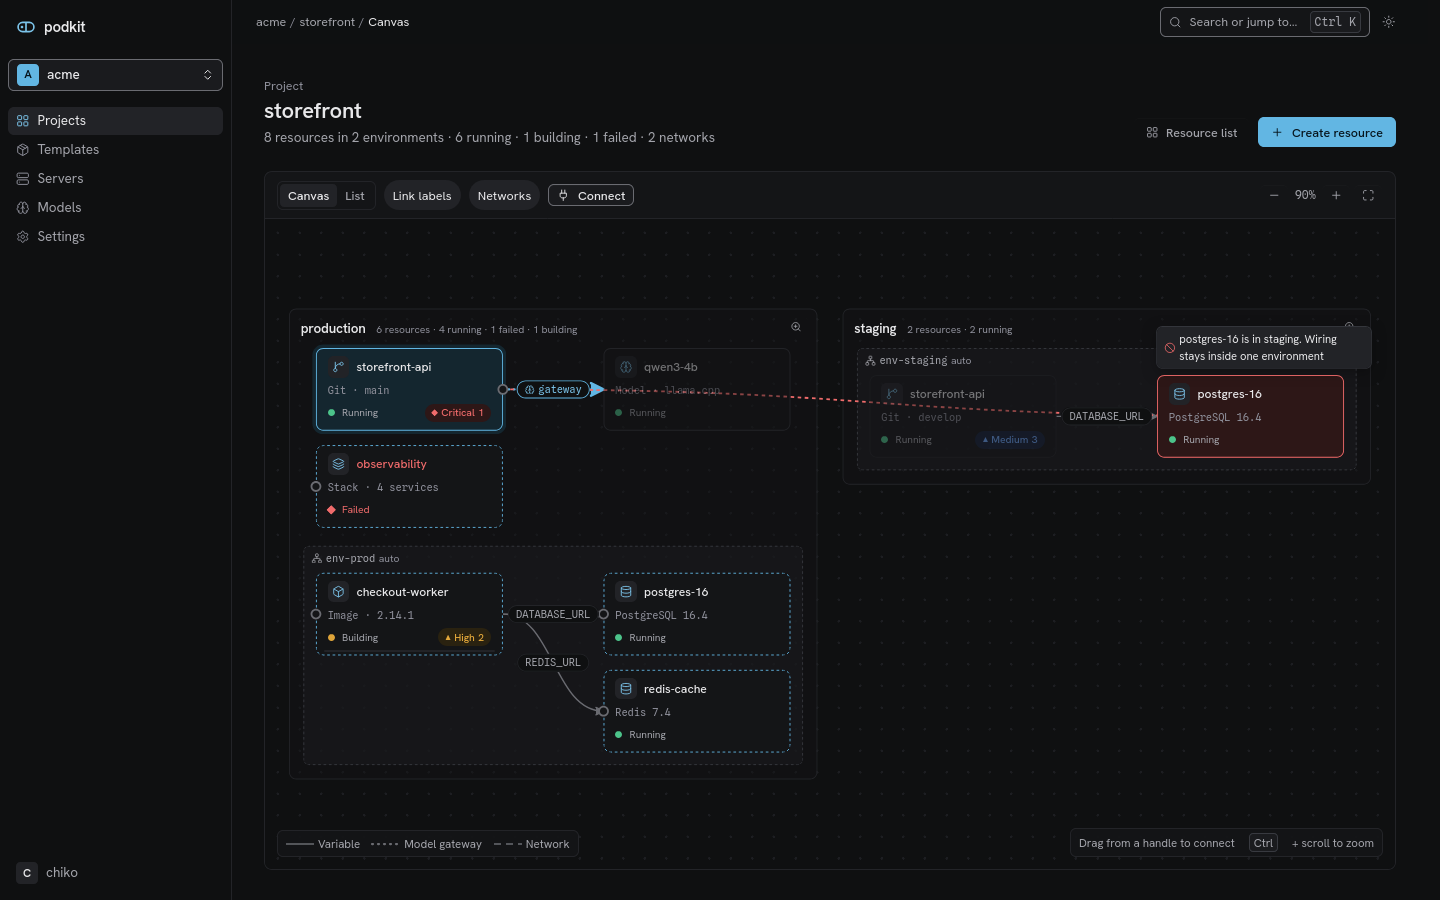 podkit
acme / storefront / Canvas
Search or jump to... Ctrl K
A acme
Projects
Templates
Servers
Models
Settings
Project
storefront
8 resources in 2 environments · 6 running · 1 building · 1 failed · 2 networks
Resource list
+ Create resource
Canvas List Link labels Networks Connect
90%
production 6 resources · 4 running · 1 failed · 1 building
storefront-api
Git · main
Running
Critical 1
gateway
qwen3-4b
Model · llama.cpp
Running
observability
Stack · 4 services
Failed
env-prod auto
checkout-worker
Image · 2.14.1
Building
High 2
DATABASE_URL
REDIS_URL
postgres-16
PostgreSQL 16.4
Running
redis-cache
Redis 7.4
Running
staging 2 resources · 2 running
postgres-16 is in staging. Wiring
stays inside one environment
env-staging auto
storefront-api
Git · develop
Running
Medium 3
DATABASE_URL
postgres-16
PostgreSQL 16.4
Running
Variable Model gateway Network
Drag from a handle to connect Ctrl + scroll to zoom
C chiko